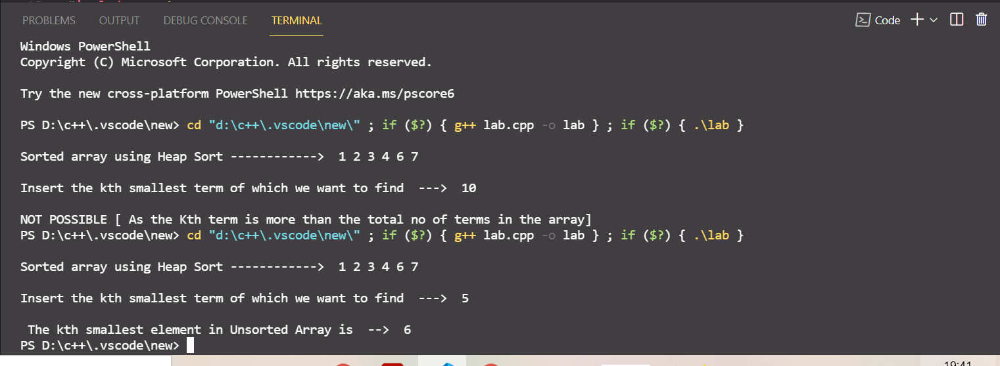 PROBLEMS OUTPUT DEBUG CONSOLE TERMINAL Code
Windows PowerShell
Copyright (C) Microsoft Corporation. All rights reserved.
Try the new cross-platform PowerShell https://aka.ms/pscore6
PS D:\c++\.vscode\new> cd "d:\c++\.vscode\new\" ; if ($?) { g++ lab.cpp -o lab } ; if ($?) { .\lab }
Sorted array using Heap Sort ------------> 1 2 3 4 6 7
Insert the kth smallest term of which we want to find ---> 10
NOT POSSIBLE [ As the Kth term is more than the total no of terms in the array]
PS D:\c++\.vscode\new> cd "d:\c++\.vscode\new\" ; if ($?) { g++ lab.cpp -o lab } ; if ($?) { .\lab }
Sorted array using Heap Sort ------------> 1 2 3 4 6 7
Insert the kth smallest term of which we want to find ---> 5
The kth smallest element in Unsorted Array is --> 6
PS D:\c++\.vscode\new>
19:41